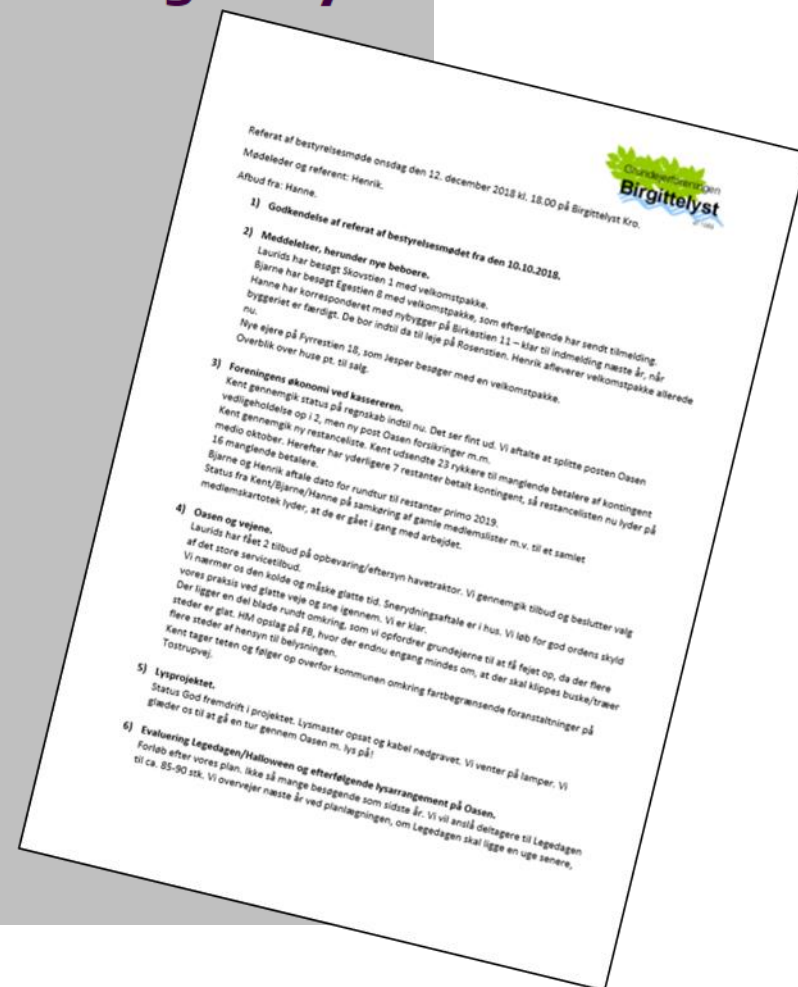 Grundejerforeningen
Birgittelyst
Referat af bestyrelsesmøde onsdag den 12. december 2018 kl. 18.00 på Birgittelyst Kro.
Mødeleder og referent: Henrik.
Afbud fra: Hanne.
1) Godkendelse af referat af bestyrelsesmødet fra den 10.10.2018.
2) Meddelelser, herunder nye beboere.
Laurids har besøgt Skovstien 1 med velkomstpakke.
Bjarne har besøgt Egestien 8 med velkomstpakke, som efterfølgende har sendt tilmelding.
Hanne har korresponderet med nybygger på Birkestien 11 – klar til indmelding næste år, når
byggeriet er færdigt. De bor indtil da til leje på Rosenstien. Henrik afleverer velkomstpakke allerede
nu.
Nye ejere på Fyrrestien 18, som Jesper besøger med en velkomstpakke.
Overblik over huse pt. til salg.
3) Foreningens økonomi ved kassereren.
Kent gennemgik status på regnskab indtil nu. Det ser fint ud. Vi aftalte at splitte posten Oasen
vedligeholdelse op i 2, men ny post Oasen forsikringer m.m.
Kent gennemgik ny restanceliste. Kent udsendte 23 rykkere til manglende betalere af kontingent
medio oktober. Herefter har yderligere 7 restanter betalt kontingent, så restancelisten nu lyder på
16 manglende betalere.
Bjarne og Henrik aftale dato for rundtur til restanter primo 2019.
Status fra Kent/Bjarne/Hanne på samkøring af gamle medlemslister m.v. til et samlet
medlemskartotek lyder, at de er gået i gang med arbejdet.
4) Oasen og vejene.
Laurids har fået 2 tilbud på opbevaring/eftersyn havetraktor. Vi gennemgik tilbud og beslutter valg
af det store servicetilbud.
Vi nærmer os den kolde og måske glatte tid. Snerydningsaftale er i hus. Vi løb for god ordens skyld
vores praksis ved glatte veje og sne igennem. Vi er klar.
Der ligger en del blade rundt omkring, som vi opfordrer grundejerne til at få fejet op, da der flere
steder er glat. HM opslag på FB, hvor der endnu engang mindes om, at der skal klippes buske/træer
flere steder af hensyn til belysningen.
Kent tager teten og følger op overfor kommunen omkring fartbegrænsende foranstaltninger på
Tostrupvej.
5) Lysprojektet.
Status God fremdrift i projektet. Lysmaster opsat og kabel nedgravet. Vi venter på lamper. Vi
glæder os til at gå en tur gennem Oasen m. lys på!
6) Evaluering Legedagen/Halloween og efterfølgende lysarrangement på Oasen.
Forløb efter vores plan. Ikke så mange besøgende som sidste år. Vi vil anslå deltagere til Legedagen
til ca. 85-90 stk. Vi overvejer næste år ved planlægningen, om Legedagen skal ligge en uge senere,